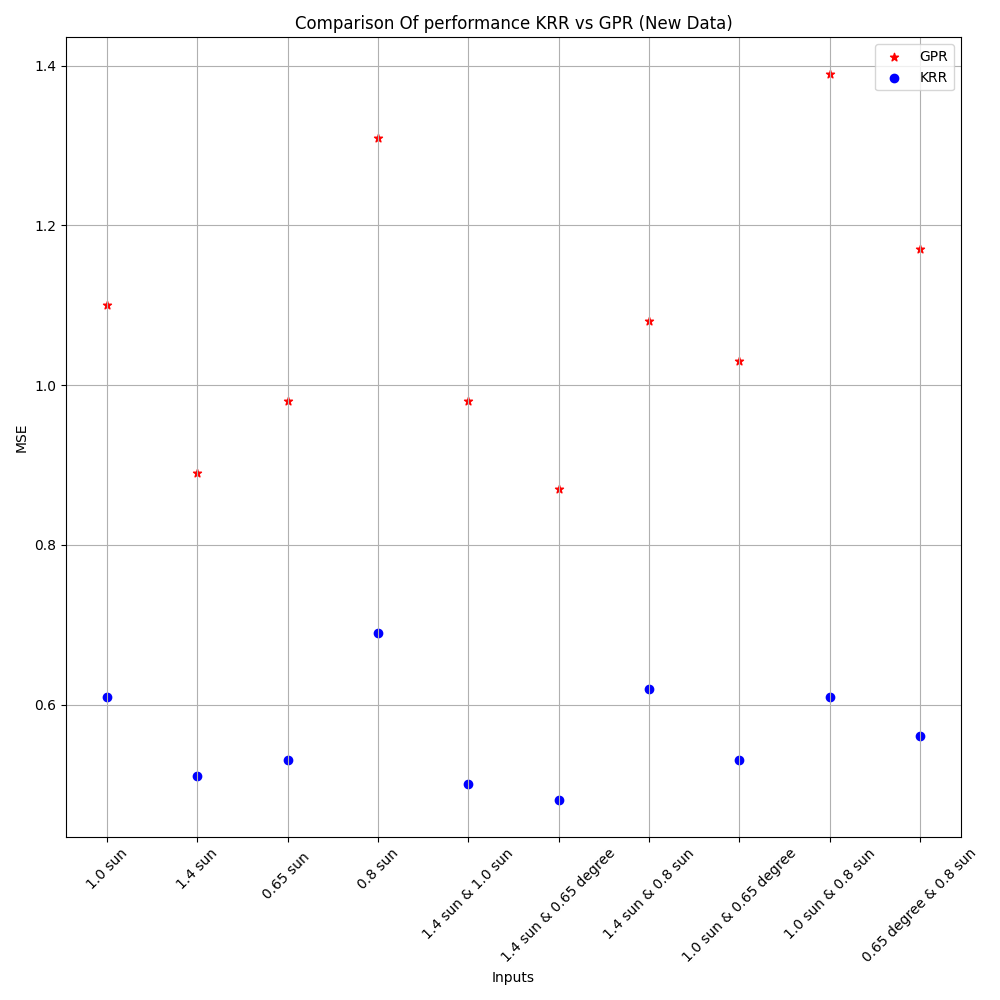 Comparison Of performance KRR vs GPR (New Data)
GPR
KRR
1.4
1.2
1.0
0.8
0.6
MSE
1.0 sun
1.4 sun
0.65 sun
0.8 sun
1.4 sun & 1.0 sun
1.4 sun & 0.65 degree
1.4 sun & 0.8 sun
1.0 sun & 0.65 degree
1.0 sun & 0.8 sun
0.65 degree & 0.8 sun
Inputs